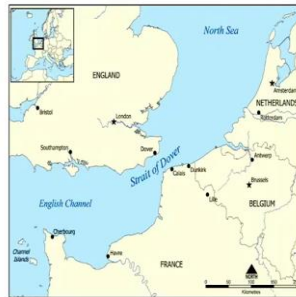 North Sea
ENGLAND
Amsterdam
NETHERLANDS
Rotterdam
Bristol
London
Southampton
Dover
Strait of Dover
Calais
Dunkirk
Antwerp
Brussels
Lille
BELGIUM
English Channel
Cherbourg
Channel
Islands
Havre
FRANCE
NORTH
Kilometers